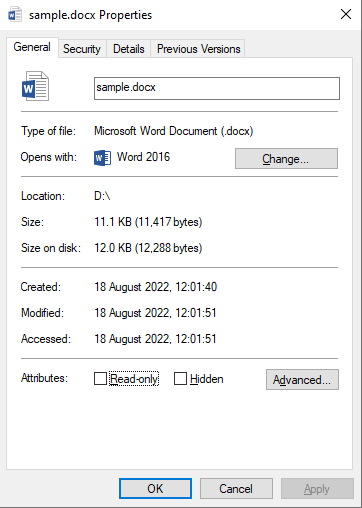 sample.docx Properties
General Security Details Previous Versions
sample.docx
Type of file: Microsoft Word Document (.docx)
Opens with: Word 2016 Change...
Location: D:\
Size: 11.1 KB (11,417 bytes)
Size on disk: 12.0 KB (12,288 bytes)
Created: 18 August 2022, 12:01:40
Modified: 18 August 2022, 12:01:51
Accessed: 18 August 2022, 12:01:51
Attributes: Read-only Hidden Advanced...
OK Cancel Apply